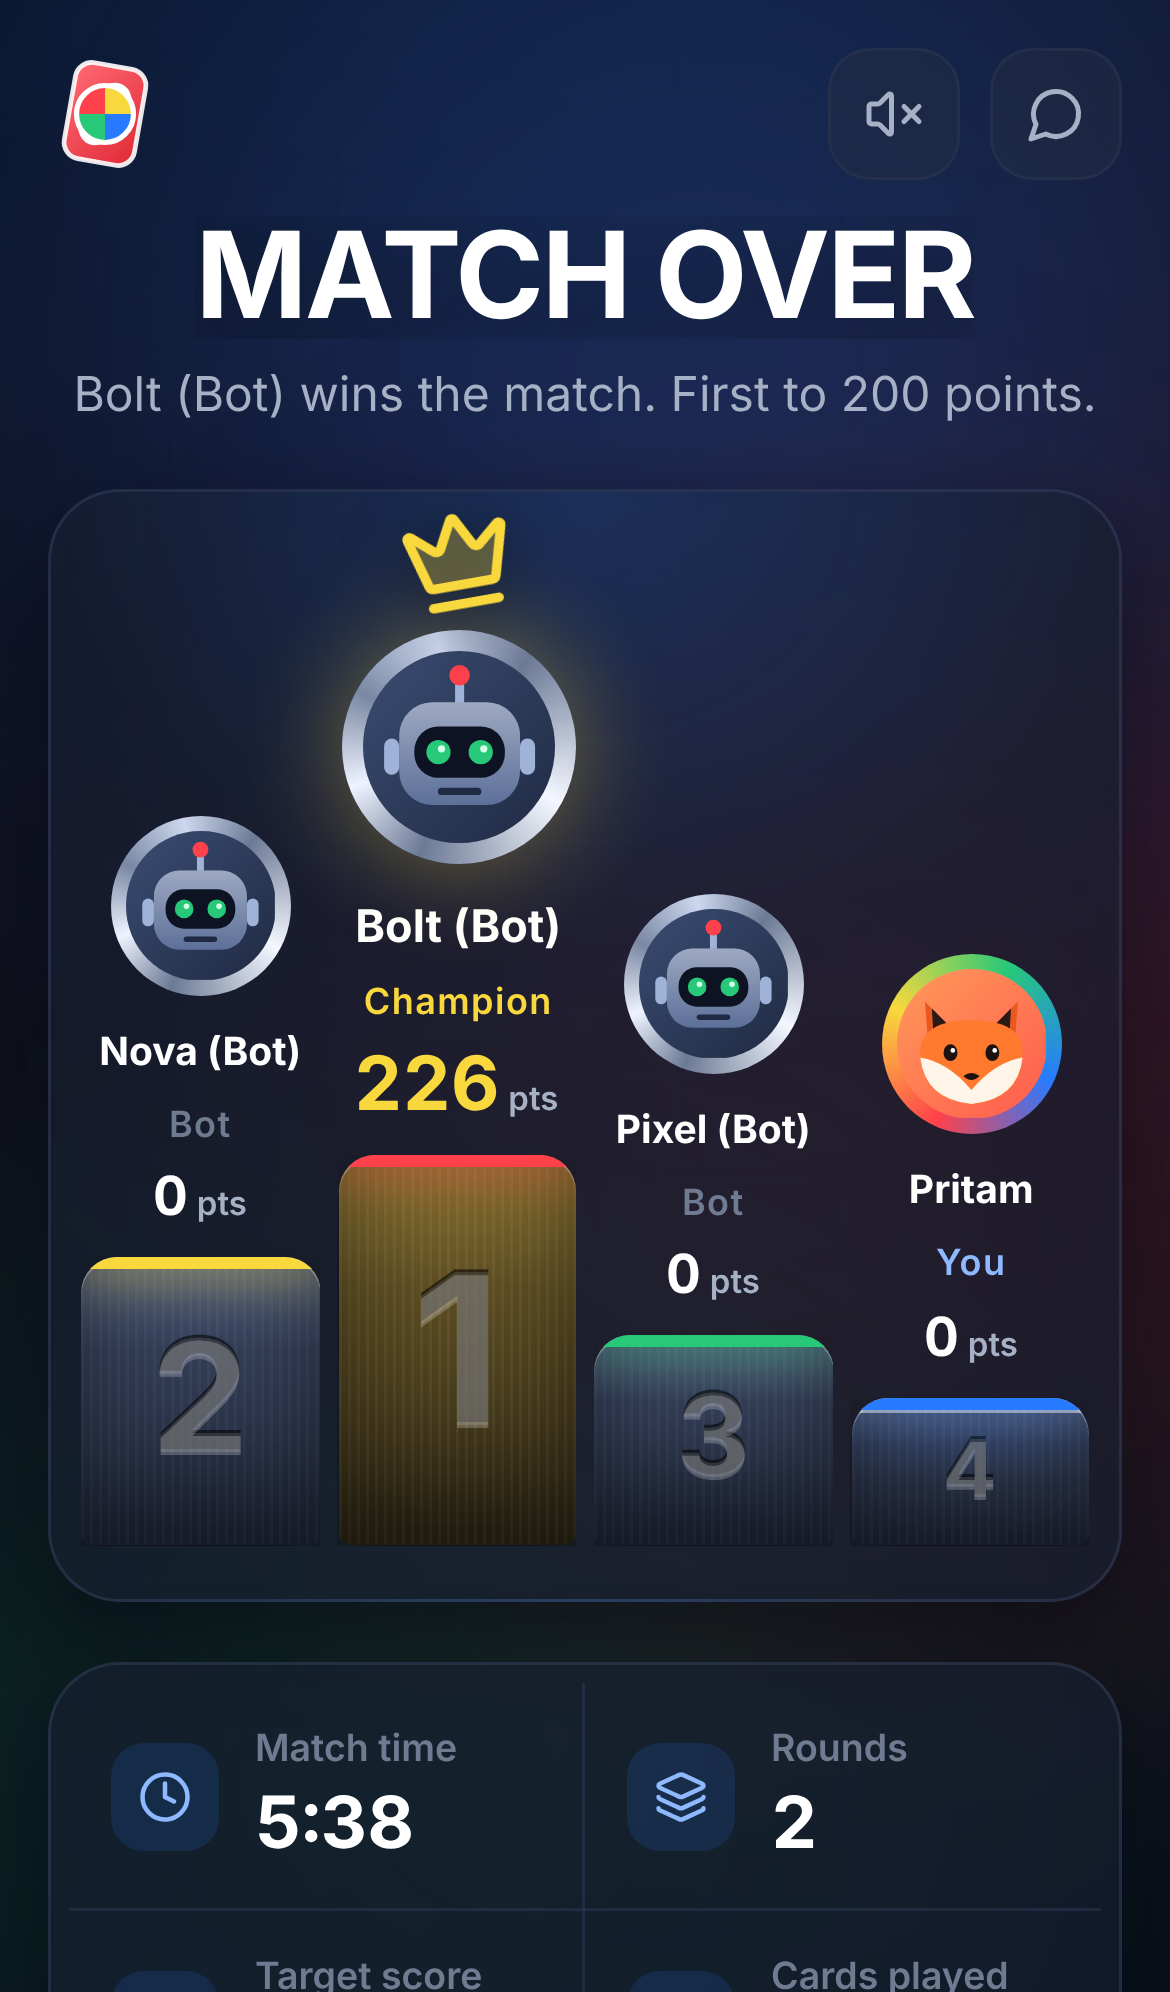 MATCH OVER
Bolt (Bot) wins the match. First to 200 points.
Bolt (Bot)
Champion
226 pts
1
Nova (Bot)
Bot
0 pts
2
Pixel (Bot)
Bot
0 pts
3
Pritam
You
0 pts
4
Match time
5:38
Rounds
2
Target score
Cards played